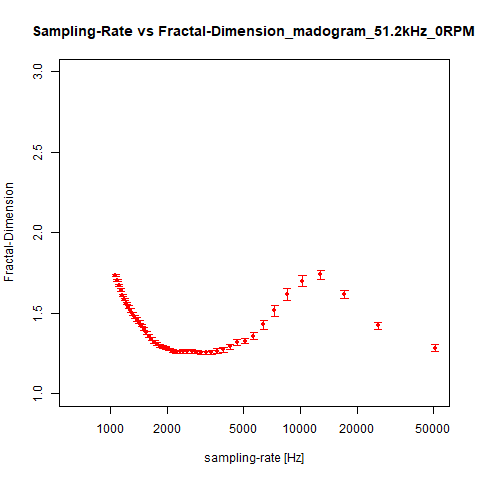 Sampling-Rate vs Fractal-Dimension_madogram_51.2kHz_0RPM
3.0
2.5
2.0
1.5
1.0
Fractal-Dimension
1000 2000 5000 10000 20000 50000
sampling-rate [Hz]